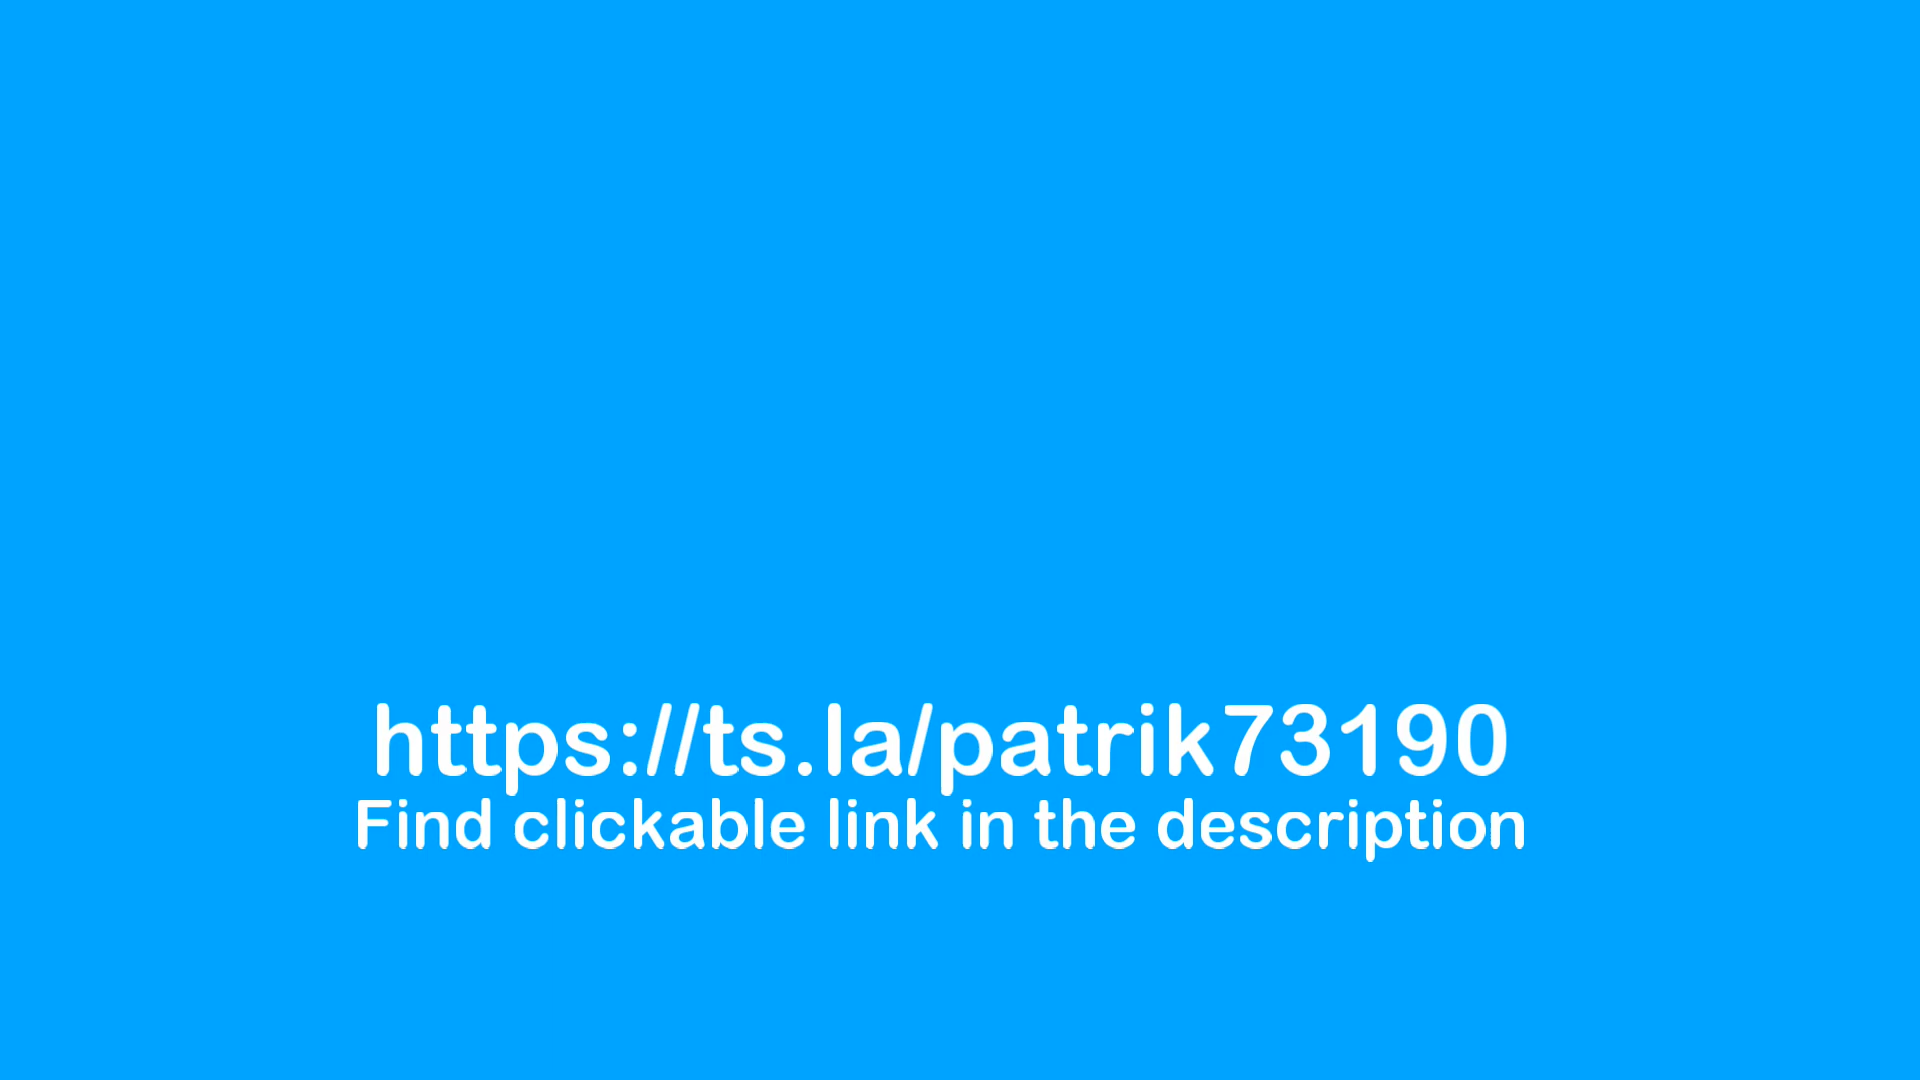 https://ts.la/patrik73190
Find clickable link in the description